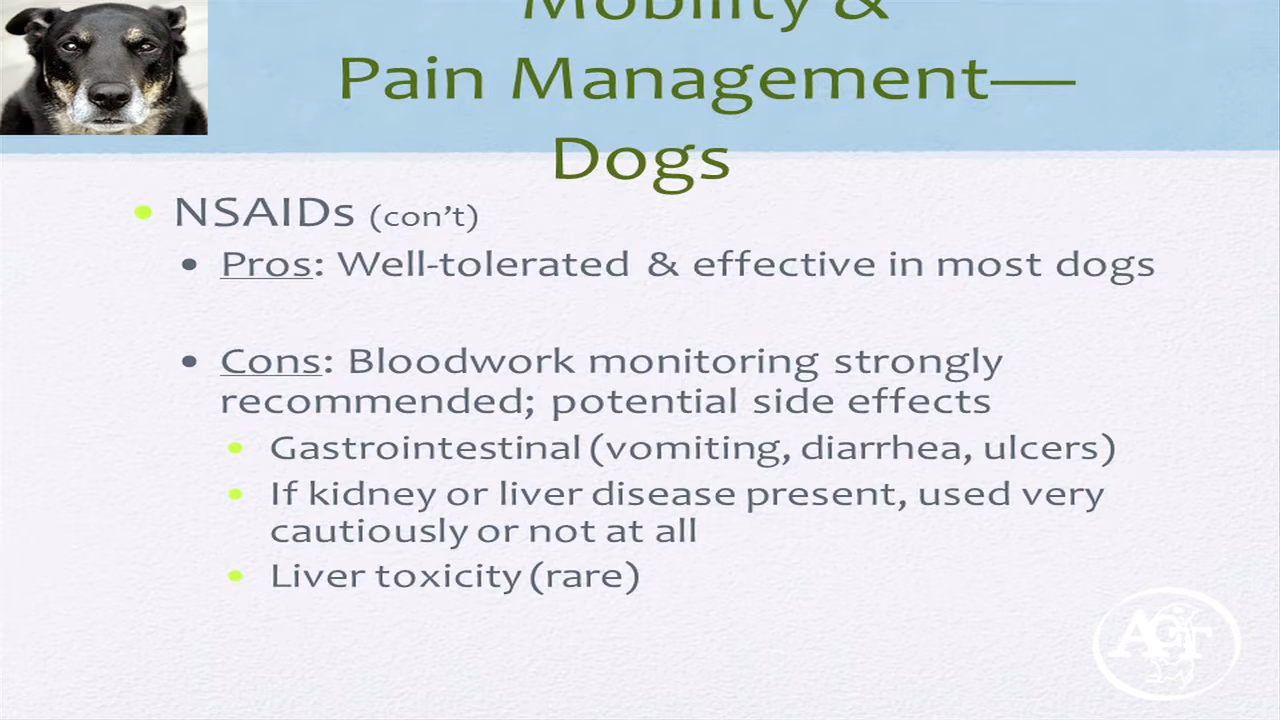 Mobility &
Pain Management—
Dogs
• NSAIDs (con’t)
• Pros: Well-tolerated & effective in most dogs
• Cons: Bloodwork monitoring strongly
recommended; potential side effects
• Gastrointestinal (vomiting, diarrhea, ulcers)
• If kidney or liver disease present, used very
cautiously or not at all
• Liver toxicity (rare)